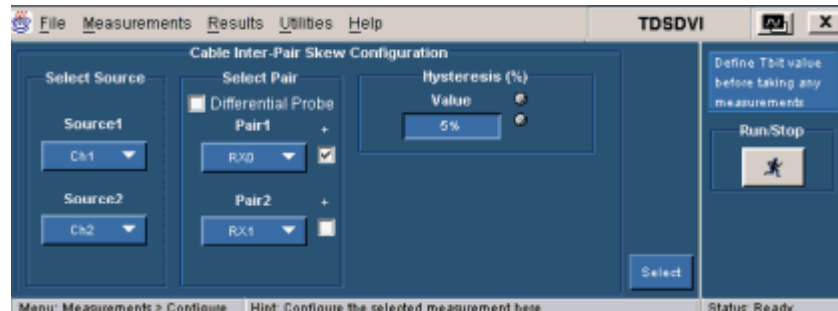 File Measurements Results Utilities Help TDSDVI X
Cable Inter-Pair Skew Configuration
Select Source
Source1
Ch1
Source2
Ch2
Select Pair
Differential Probe
Pair1 +
RX0
Pair2 +
RX1
Hysteresis (%)
Value
5%
Select
Define Tbit value
before taking any
measurements
Run/Stop
Menu: Measurements > Configure
Hint: Configure the selected measurement here
Status: Ready